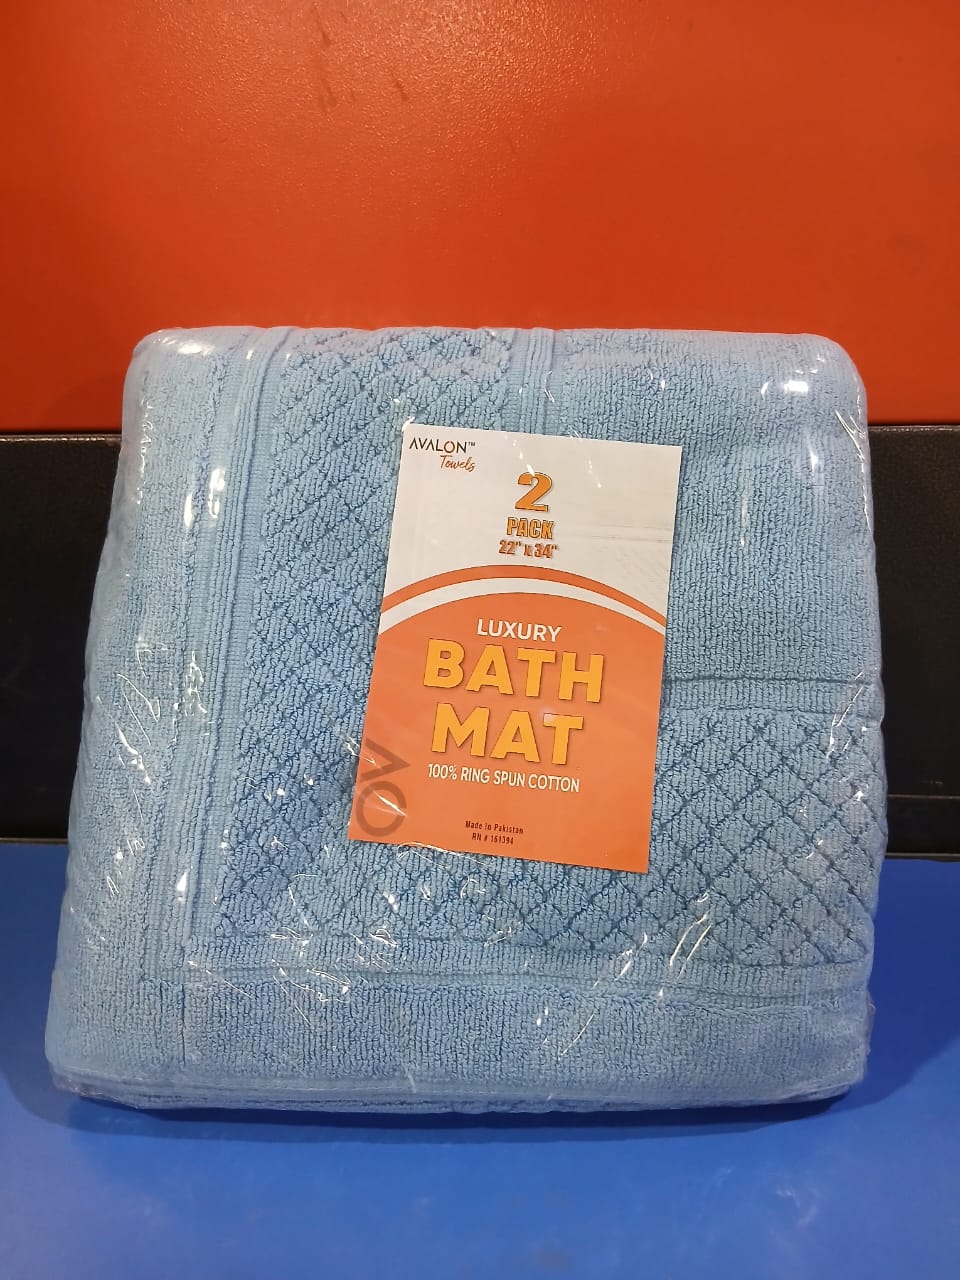 AVALON™
Towels
2
PACK
22" x 34"
LUXURY
BATH
MAT
100% RING SPUN COTTON
Made In Pakistan
RN # 161394